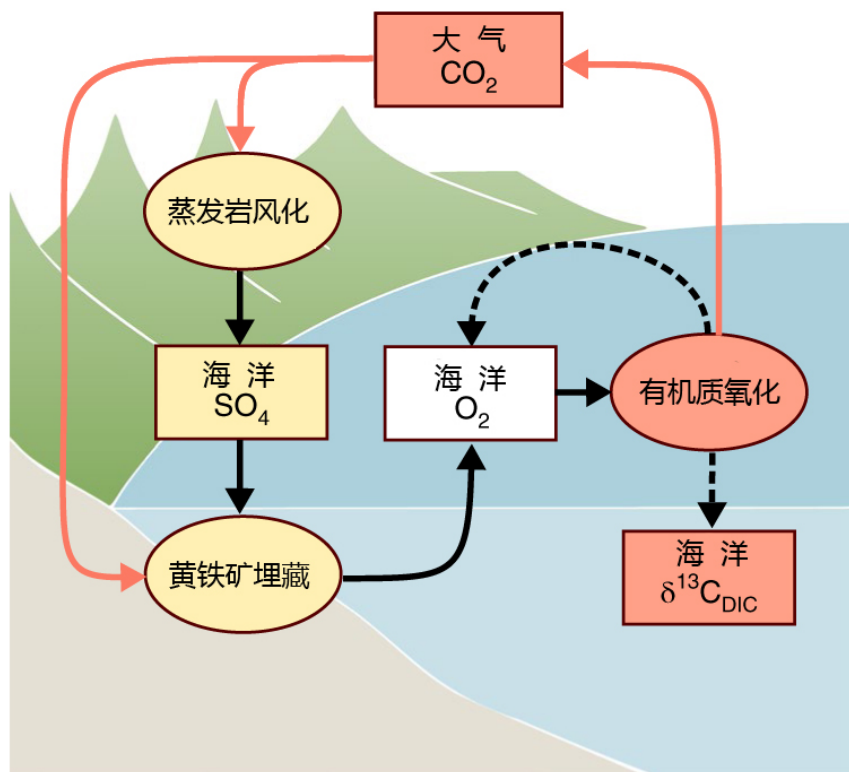 大 气
CO₂
蒸发岩风化
海 洋
SO₄
海 洋
O₂
有机质氧化
黄铁矿埋藏
海 洋
δ¹³C_DIC